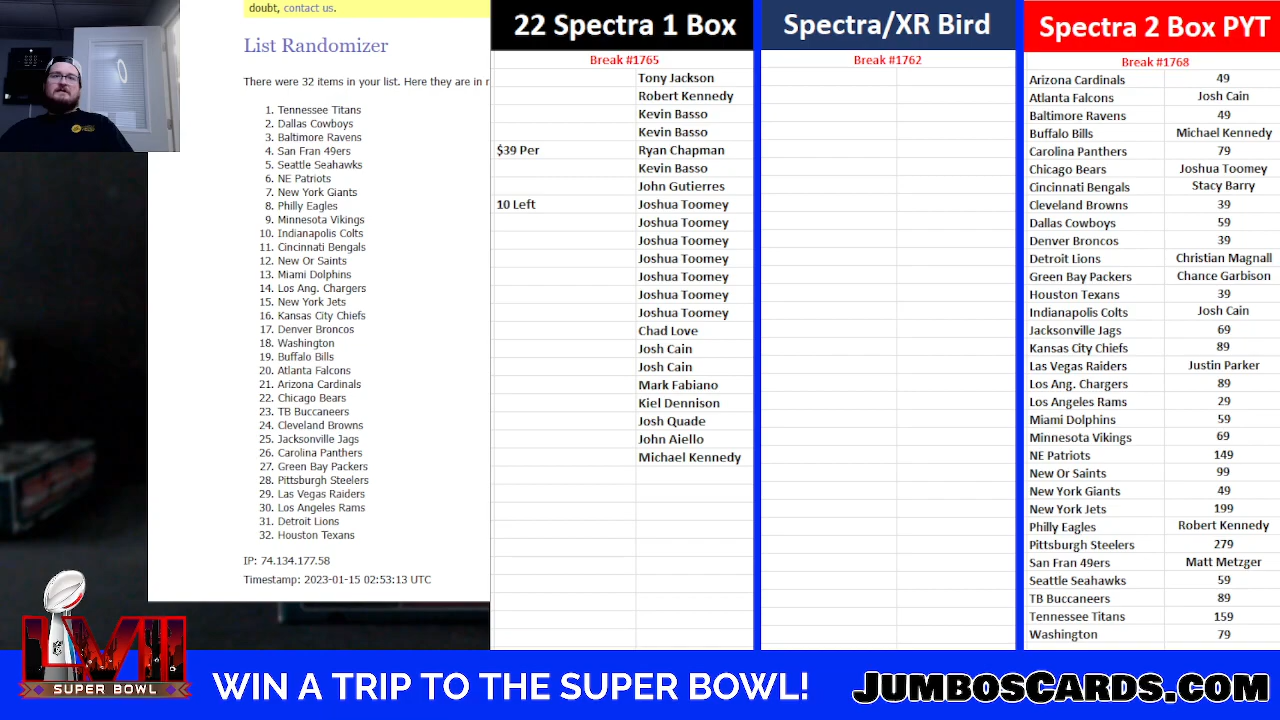 doubt, contact us.
List Randomizer
There were 32 items in your list. Here they are in r
1. Tennessee Titans
2. Dallas Cowboys
3. Baltimore Ravens
4. San Fran 49ers
5. Seattle Seahawks
6. NE Patriots
7. New York Giants
8. Philly Eagles
9. Minnesota Vikings
10. Indianapolis Colts
11. Cincinnati Bengals
12. New Or Saints
13. Miami Dolphins
14. Los Ang. Chargers
15. New York Jets
16. Kansas City Chiefs
17. Denver Broncos
18. Washington
19. Buffalo Bills
20. Atlanta Falcons
21. Arizona Cardinals
22. Chicago Bears
23. TB Buccaneers
24. Cleveland Browns
25. Jacksonville Jags
26. Carolina Panthers
27. Green Bay Packers
28. Pittsburgh Steelers
29. Las Vegas Raiders
30. Los Angeles Rams
31. Detroit Lions
32. Houston Texans
IP: 74.134.177.58
Timestamp: 2023-01-15 02:53:13 UTC
22 Spectra 1 Box
Break #1765
Tony Jackson
Robert Kennedy
Kevin Basso
Kevin Basso
$39 Per Ryan Chapman
Kevin Basso
John Gutierres
10 Left Joshua Toomey
Joshua Toomey
Joshua Toomey
Joshua Toomey
Joshua Toomey
Joshua Toomey
Joshua Toomey
Chad Love
Josh Cain
Josh Cain
Mark Fabiano
Kiel Dennison
Josh Quade
John Aiello
Michael Kennedy
Spectra/XR Bird
Break #1762
Spectra 2 Box PYT
Break #1768
Arizona Cardinals 49
Atlanta Falcons Josh Cain
Baltimore Ravens 49
Buffalo Bills Michael Kennedy
Carolina Panthers 79
Chicago Bears Joshua Toomey
Cincinnati Bengals Stacy Barry
Cleveland Browns 39
Dallas Cowboys 59
Denver Broncos 39
Detroit Lions Christian Magnall
Green Bay Packers Chance Garbison
Houston Texans 39
Indianapolis Colts Josh Cain
Jacksonville Jags 69
Kansas City Chiefs 89
Las Vegas Raiders Justin Parker
Los Ang. Chargers 89
Los Angeles Rams 29
Miami Dolphins 59
Minnesota Vikings 69
NE Patriots 149
New Or Saints 99
New York Giants 49
New York Jets 199
Philly Eagles Robert Kennedy
Pittsburgh Steelers 279
San Fran 49ers Matt Metzger
Seattle Seahawks 59
TB Buccaneers 89
Tennessee Titans 159
Washington 79
LVII
SUPER BOWL
WIN A TRIP TO THE SUPER BOWL!
JUMBOSCARDS.COM